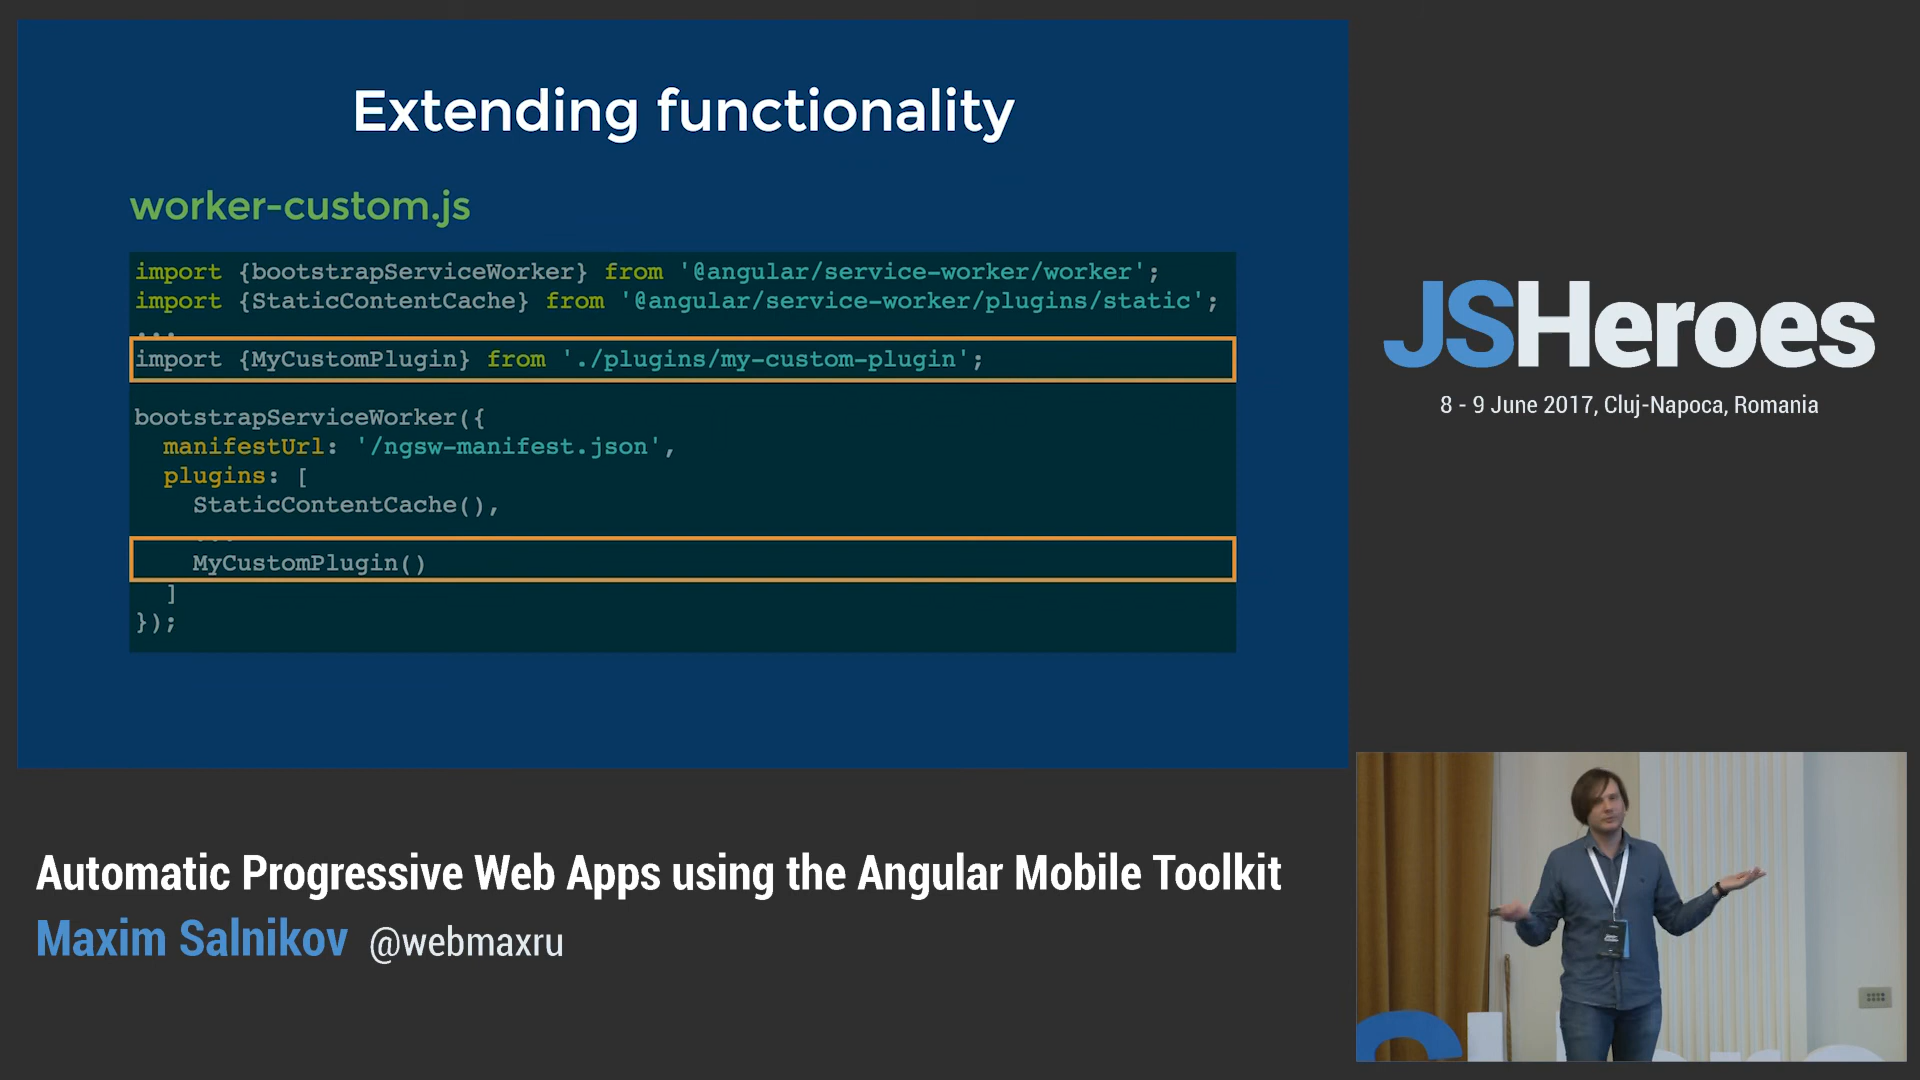 Extending functionality
worker-custom.js
import {bootstrapServiceWorker} from '@angular/service-worker/worker';
import {StaticContentCache} from '@angular/service-worker/plugins/static';
...
import {MyCustomPlugin} from './plugins/my-custom-plugin';
bootstrapServiceWorker({
manifestUrl: '/ngsw-manifest.json',
plugins: [
StaticContentCache(),
...
MyCustomPlugin()
]
});
JSHeroes
8 - 9 June 2017, Cluj-Napoca, Romania
Automatic Progressive Web Apps using the Angular Mobile Toolkit
Maxim Salnikov @webmaxru